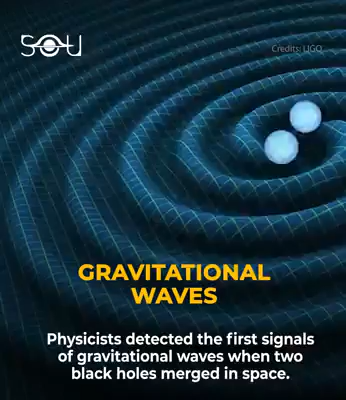 SOU
Credits: LIGO
GRAVITATIONAL
WAVES
Physicists detected the first signals
of gravitational waves when two
black holes merged in space.